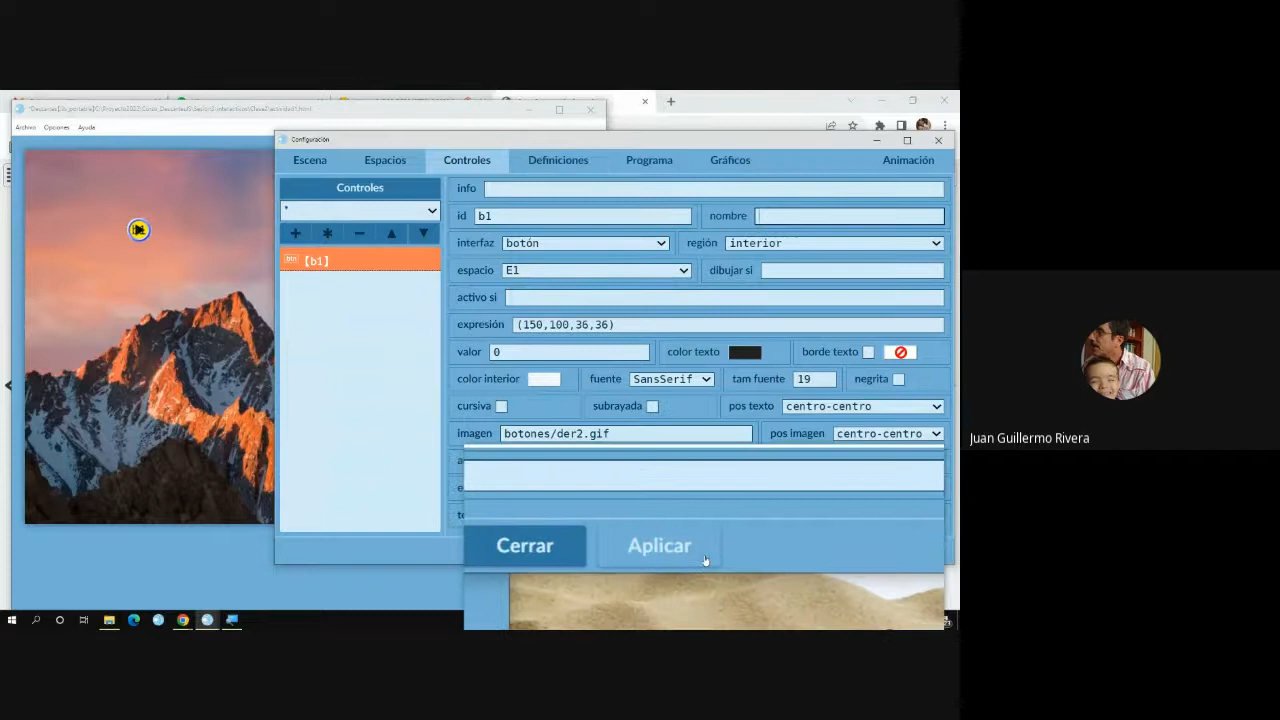 Archivo Opciones Ayuda
Configuración
Escena Espacios Controles Definiciones Programa Gráficos Animación
Controles
*
+ * − ▲ ▼
btn 【b1】
info
id b1 nombre
interfaz botón región interior
espacio E1 dibujar si
activo si
expresión (150,100,36,36)
valor 0 color texto borde texto
color interior fuente SansSerif tam fuente 19 negrita
cursiva subrayada pos texto centro-centro
imagen botones/der2.gif pos imagen centro-centro
Cerrar Aplicar
Juan Guillermo Rivera